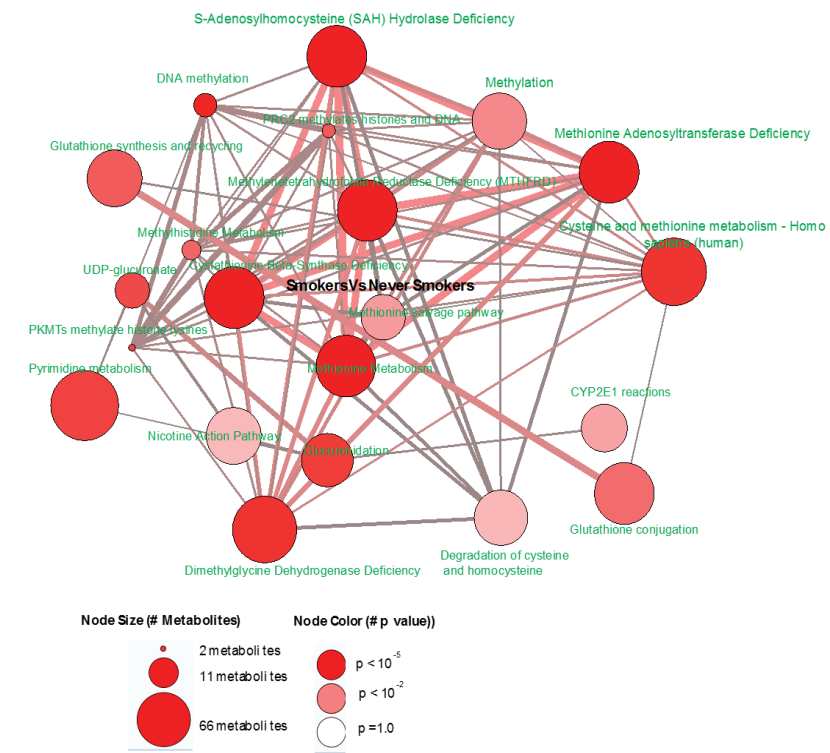 S-Adenosylhomocysteine (SAH) Hydrolase Deficiency
DNA methylation
Methylation
PRC2 methylates histones and DNA
Methionine Adenosyltransferase Deficiency
Glutathione synthesis and recycling
Methylenetetrahydrofolate Reductase Deficiency (MTHFRD)
Cysteine and methionine metabolism - Homo
sapiens (human)
Methylhistidine Metabolism
UDP-glucuronate
Cystathionine Beta-Synthase Deficiency
SmokersVs Never Smokers
Methionine salvage pathway
PKMTs methylate histone lysines
Pyrimidine metabolism
Methionine Metabolism
CYP2E1 reactions
Nicotine Action Pathway
Glucuronidation
Glutathione conjugation
Degradation of cysteine
and homocysteine
Dimethylglycine Dehydrogenase Deficiency
Node Size (# Metabolites)
2 metabolites
11 metabolites
66 metabolites
Node Color (# p value))
p < 10⁻⁵
p < 10⁻²
p =1.0